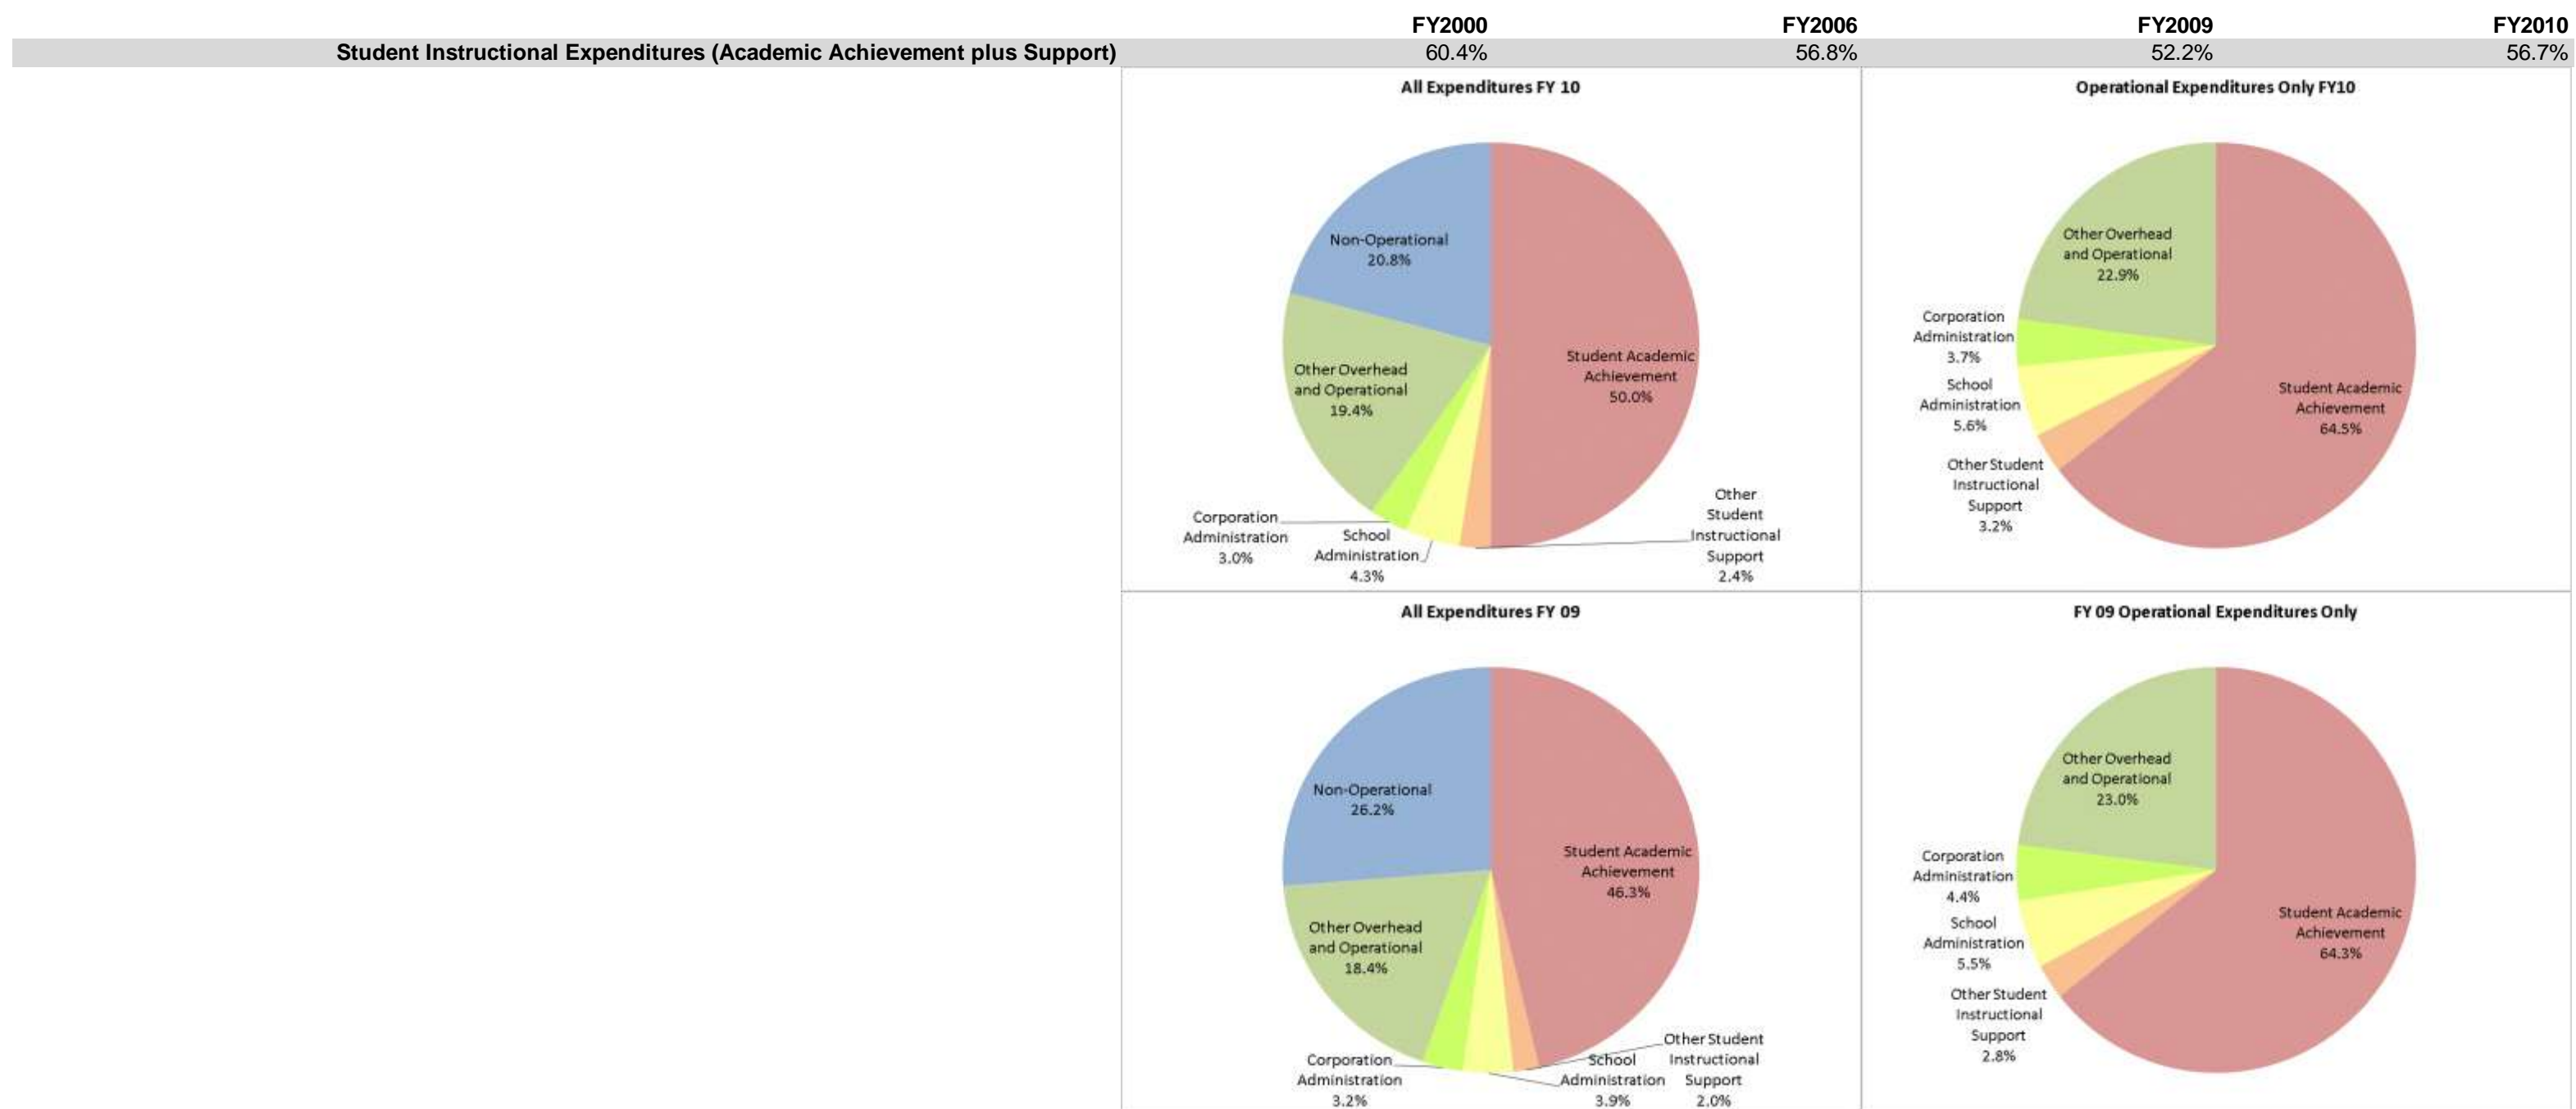 FY2000 FY2006 FY2009 FY2010
Student Instructional Expenditures (Academic Achievement plus Support) 60.4% 56.8% 52.2% 56.7%
All Expenditures FY 10
Non-Operational
20.8%
Other Overhead
and Operational
19.4%
Student Academic
Achievement
50.0%
Corporation
Administration
3.0%
School
Administration
4.3%
Other
Student
Instructional
Support
2.4%
Operational Expenditures Only FY10
Other Overhead
and Operational
22.9%
Corporation
Administration
3.7%
School
Administration
5.6%
Other Student
Instructional
Support
3.2%
Student Academic
Achievement
64.5%
All Expenditures FY 09
Non-Operational
26.2%
Student Academic
Achievement
46.3%
Other Overhead
and Operational
18.4%
Corporation
Administration
3.2%
School
Administration
3.9%
Other Student
Instructional
Support
2.0%
FY 09 Operational Expenditures Only
Other Overhead
and Operational
23.0%
Corporation
Administration
4.4%
School
Administration
5.5%
Other Student
Instructional
Support
2.8%
Student Academic
Achievement
64.3%